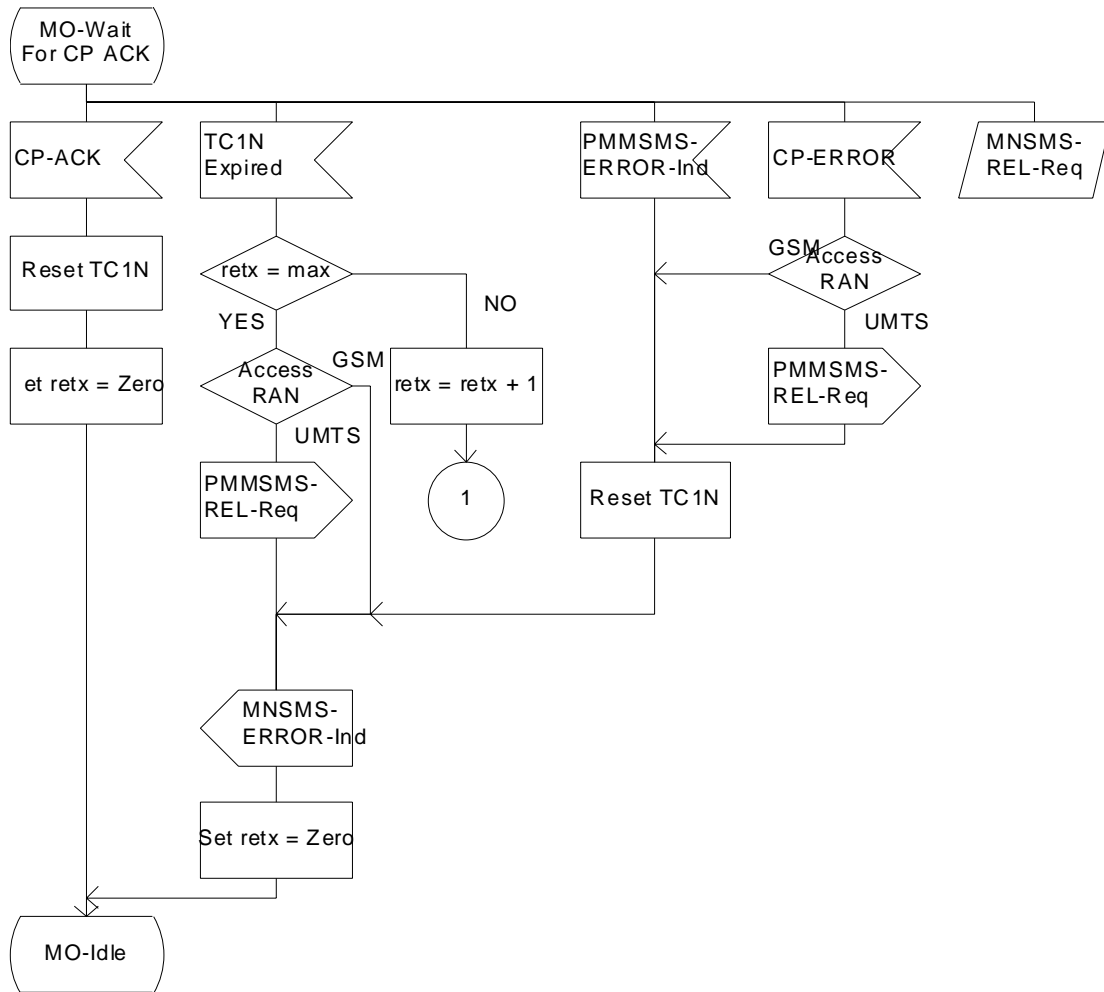 MO-Wait
For CP ACK
CP-ACK
TC1N
Expired
PMMSMS-
ERROR-Ind
CP-ERROR
MNSMS-
REL-Req
Reset TC1N
retx = max
GSM
Access
RAN
NO
YES
UMTS
et retx = Zero
Access
RAN
GSM
retx = retx + 1
PMMSMS-
REL-Req
UMTS
PMMSMS-
REL-Req
1
Reset TC1N
MNSMS-
ERROR-Ind
Set retx = Zero
MO-Idle